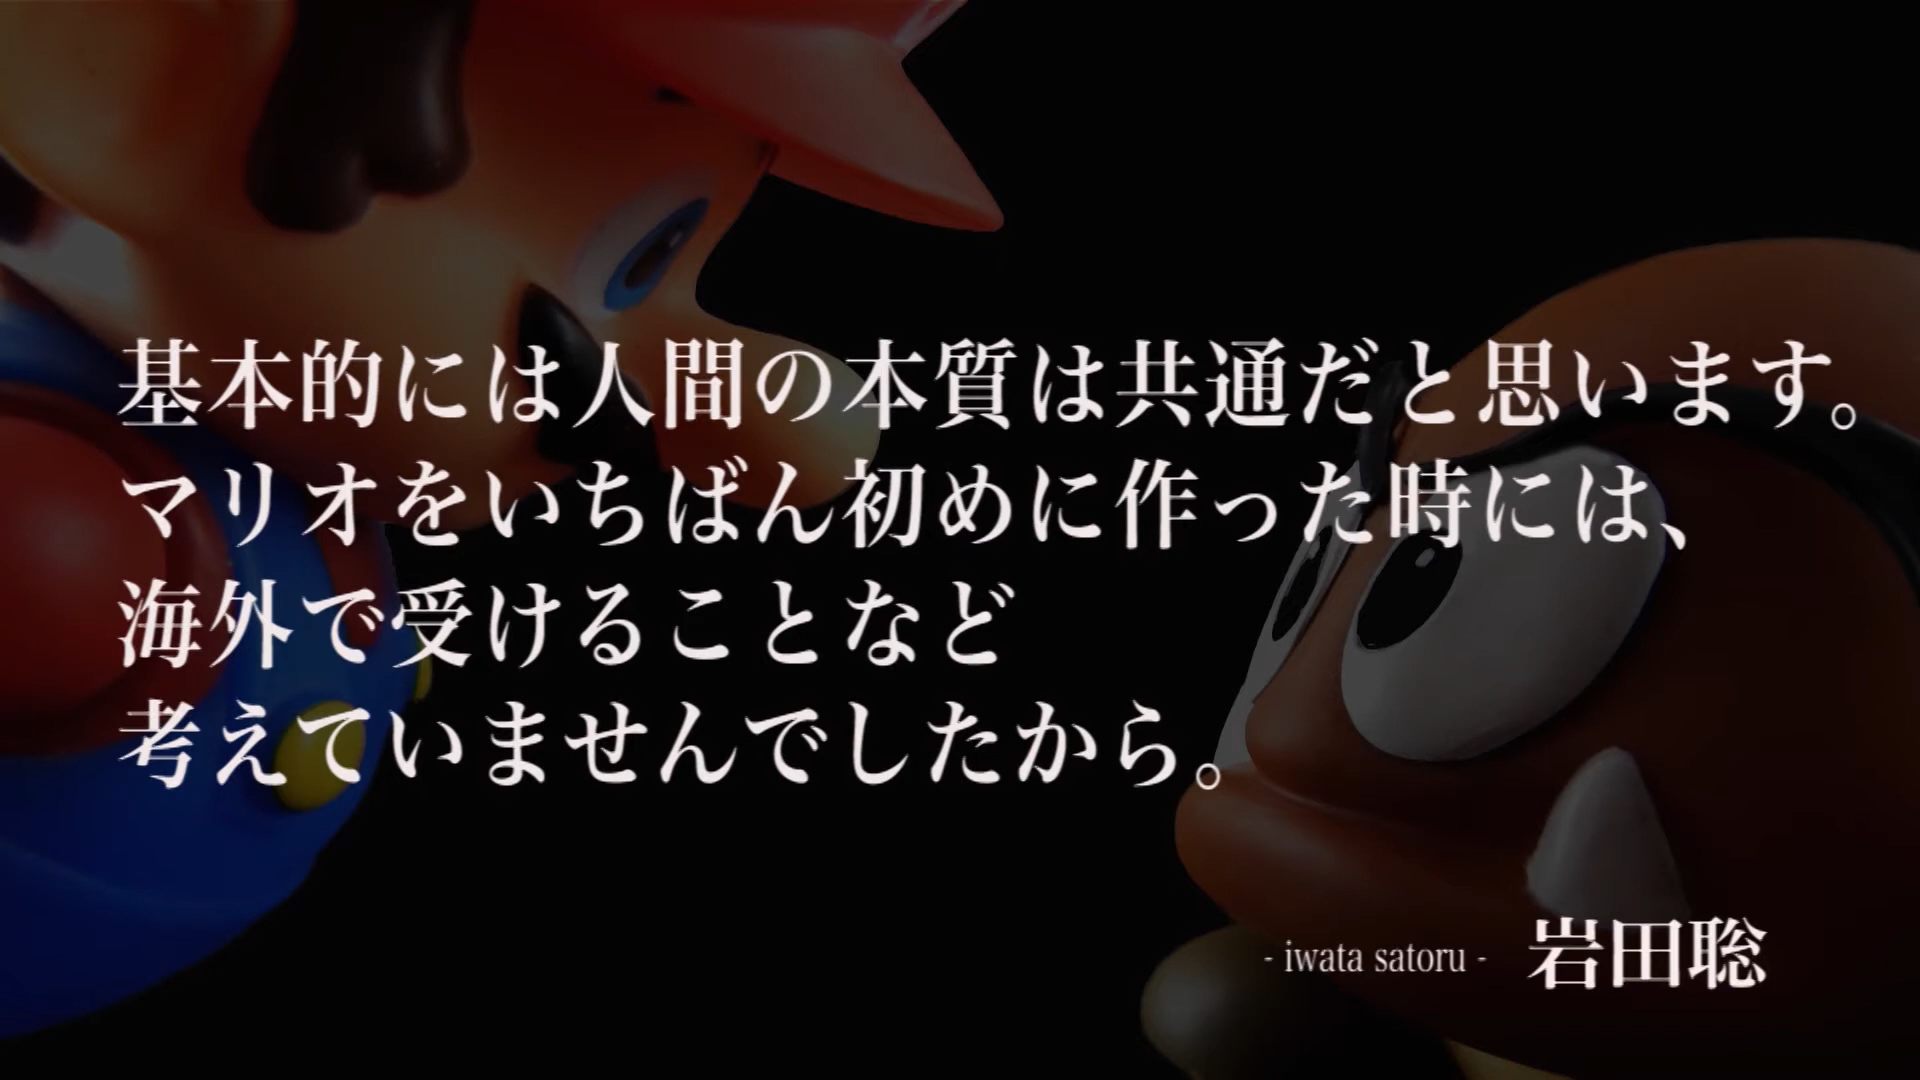 基本的には人間の本質は共通だと思います。
マリオをいちばん初めに作った時には、
海外で受けることなど
考えていませんでしたから。
- iwata satoru - 岩田聡